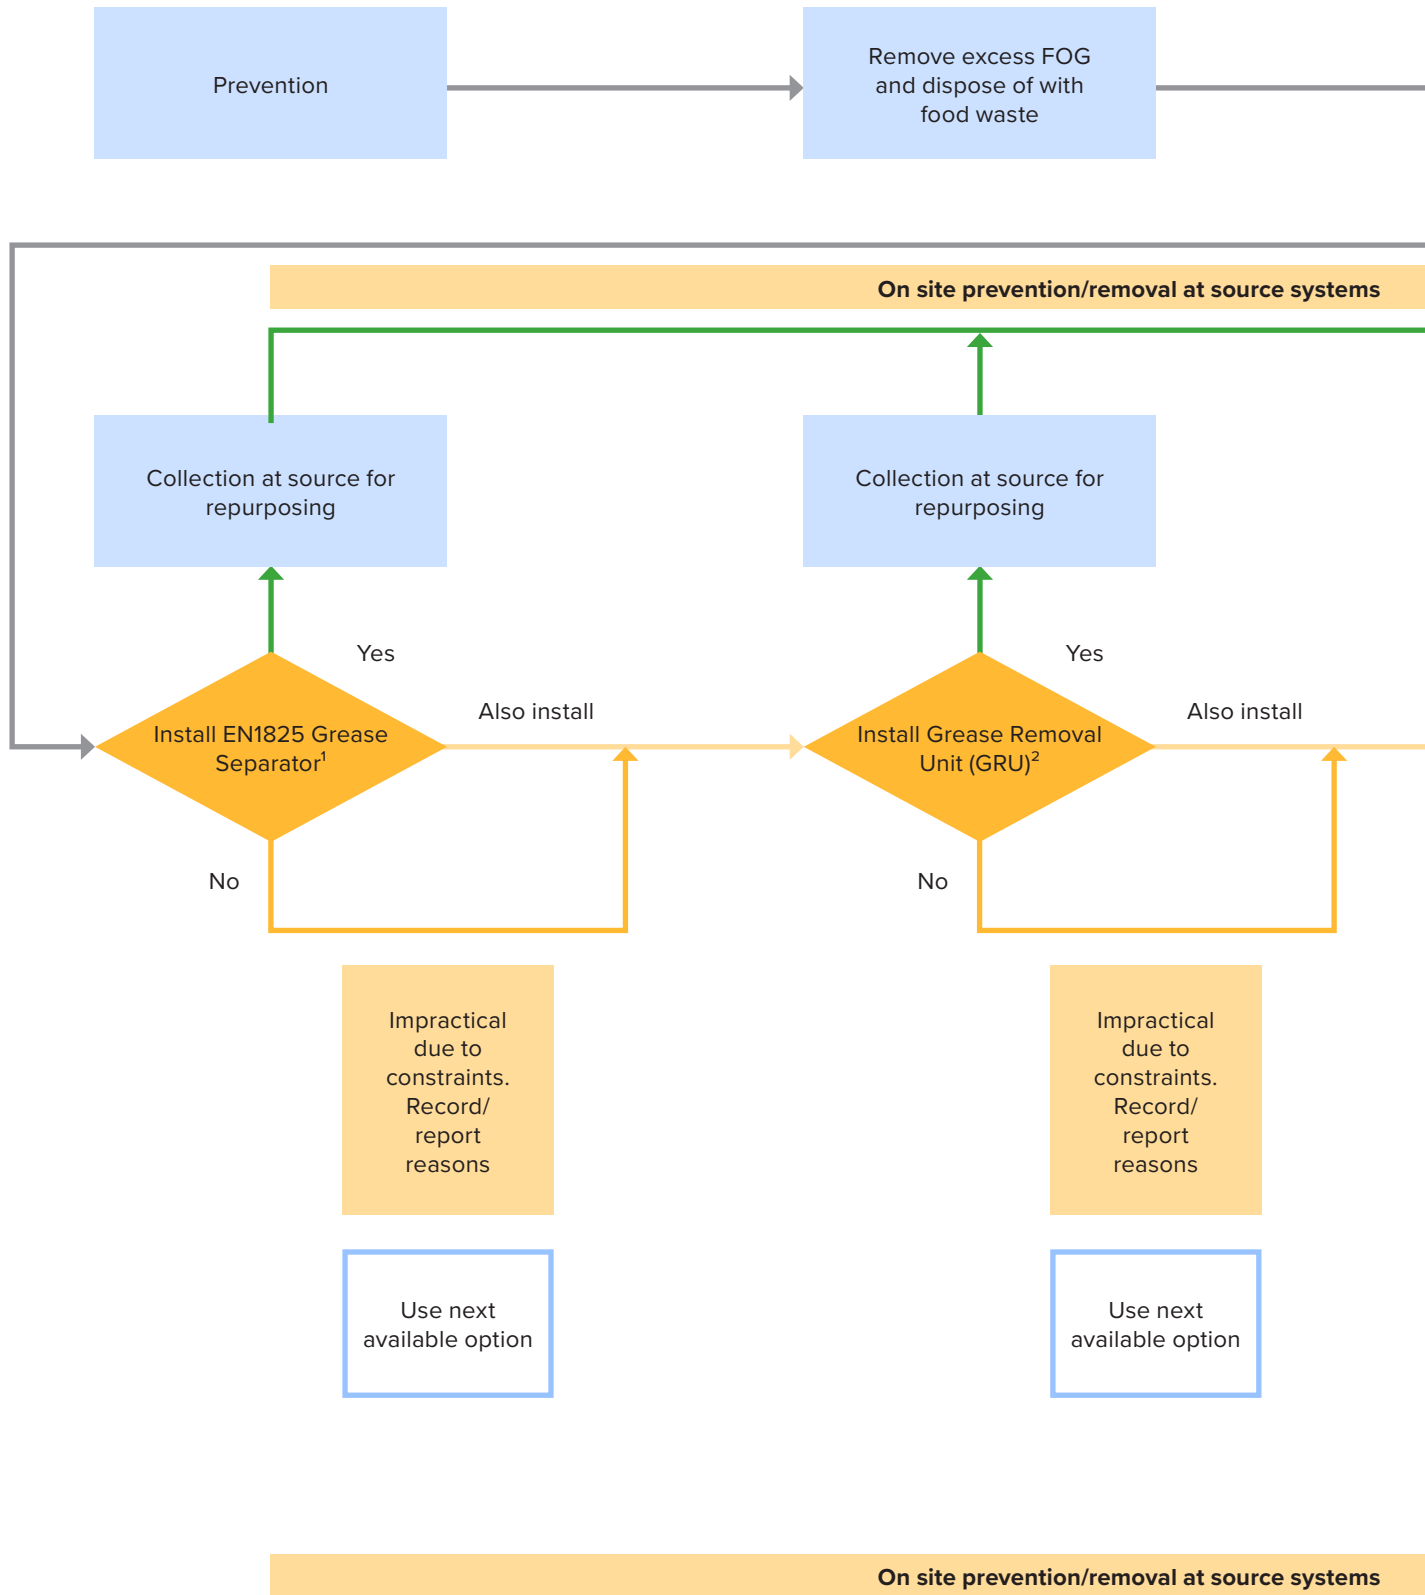 Prevention
Remove excess FOG
and dispose of with
food waste
On site prevention/removal at source systems
Collection at source for
repurposing
Collection at source for
repurposing
Yes
Yes
Also install
Also install
Install EN1825 Grease
Separator¹
Install Grease Removal
Unit (GRU)²
No
No
Impractical
due to
constraints.
Record/
report
reasons
Impractical
due to
constraints.
Record/
report
reasons
Use next
available option
Use next
available option
On site prevention/removal at source systems